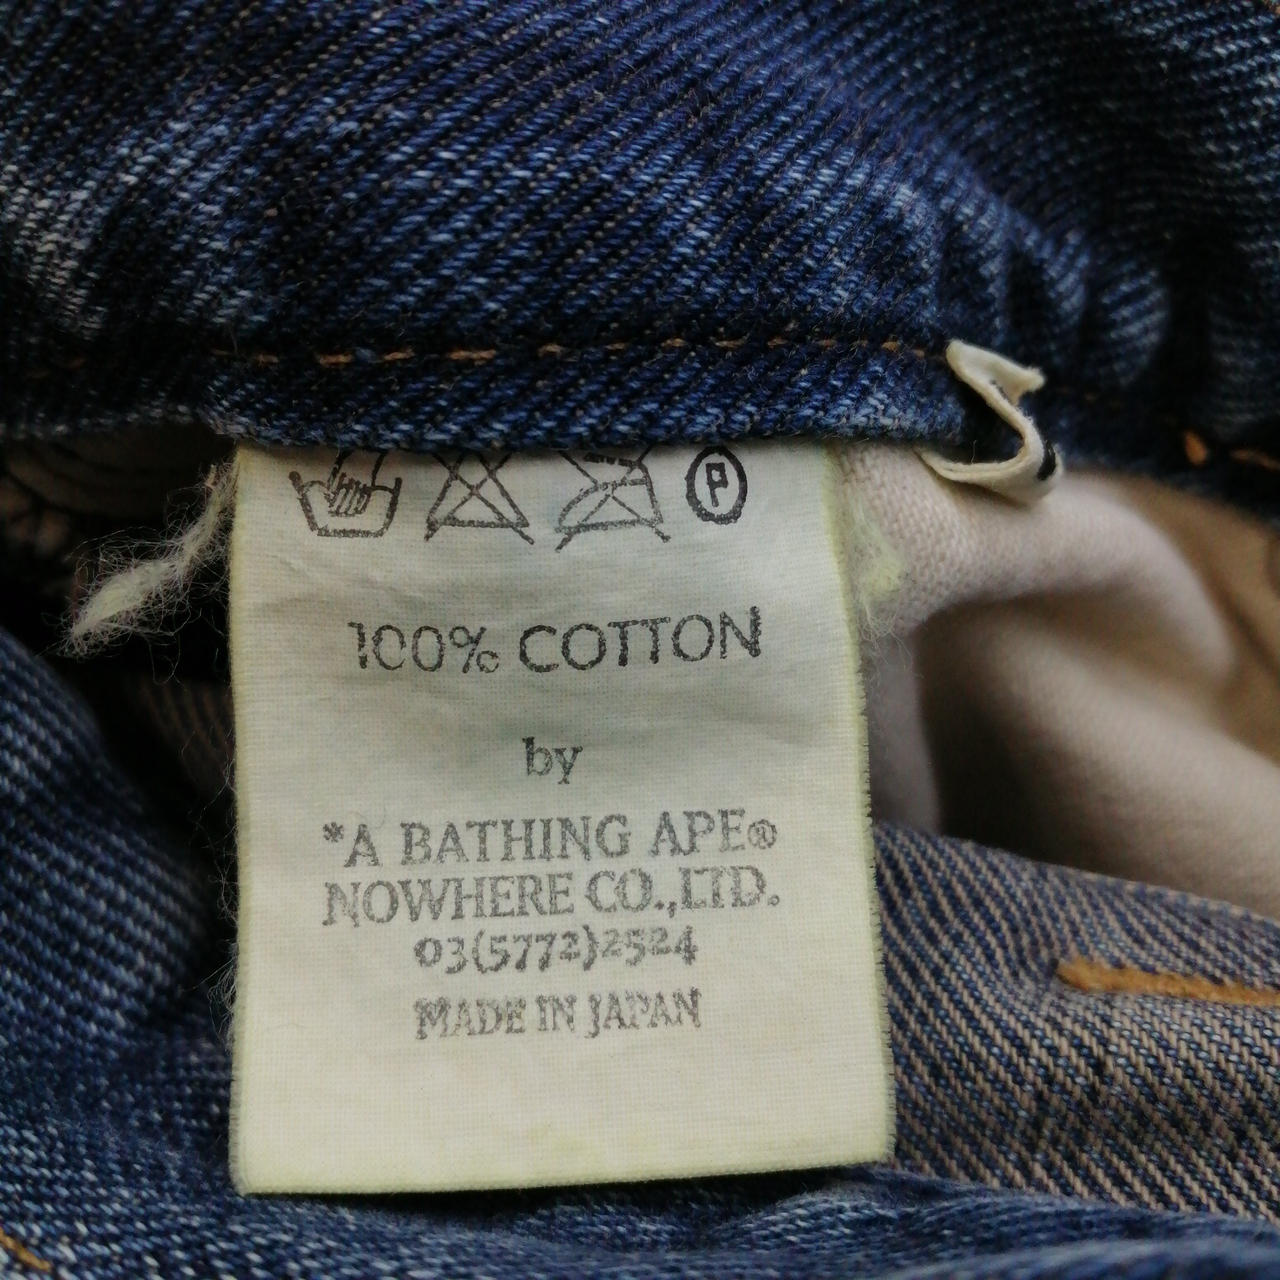 P
100% COTTON
by
*A BATHING APE®
NOWHERE CO.,LTD.
03(5772)2524
MADE IN JAPAN